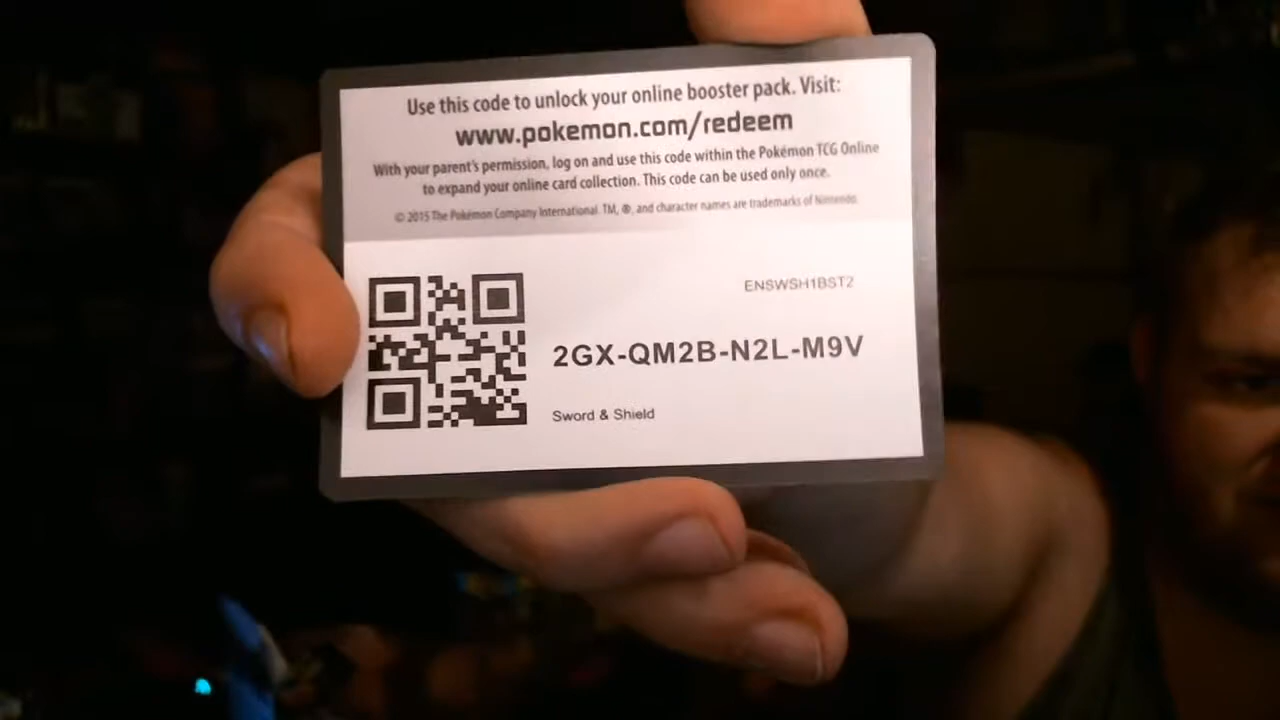 Use this code to unlock your online booster pack. Visit:
www.pokemon.com/redeem
With your parent's permission, log on and use this code within the Pokémon TCG Online
to expand your online card collection. This code can be used only once.
© 2015 The Pokémon Company International. TM, ®, and character names are trademarks of Nintendo.
ENSWSH1BST2
2GX-QM2B-N2L-M9V
Sword & Shield